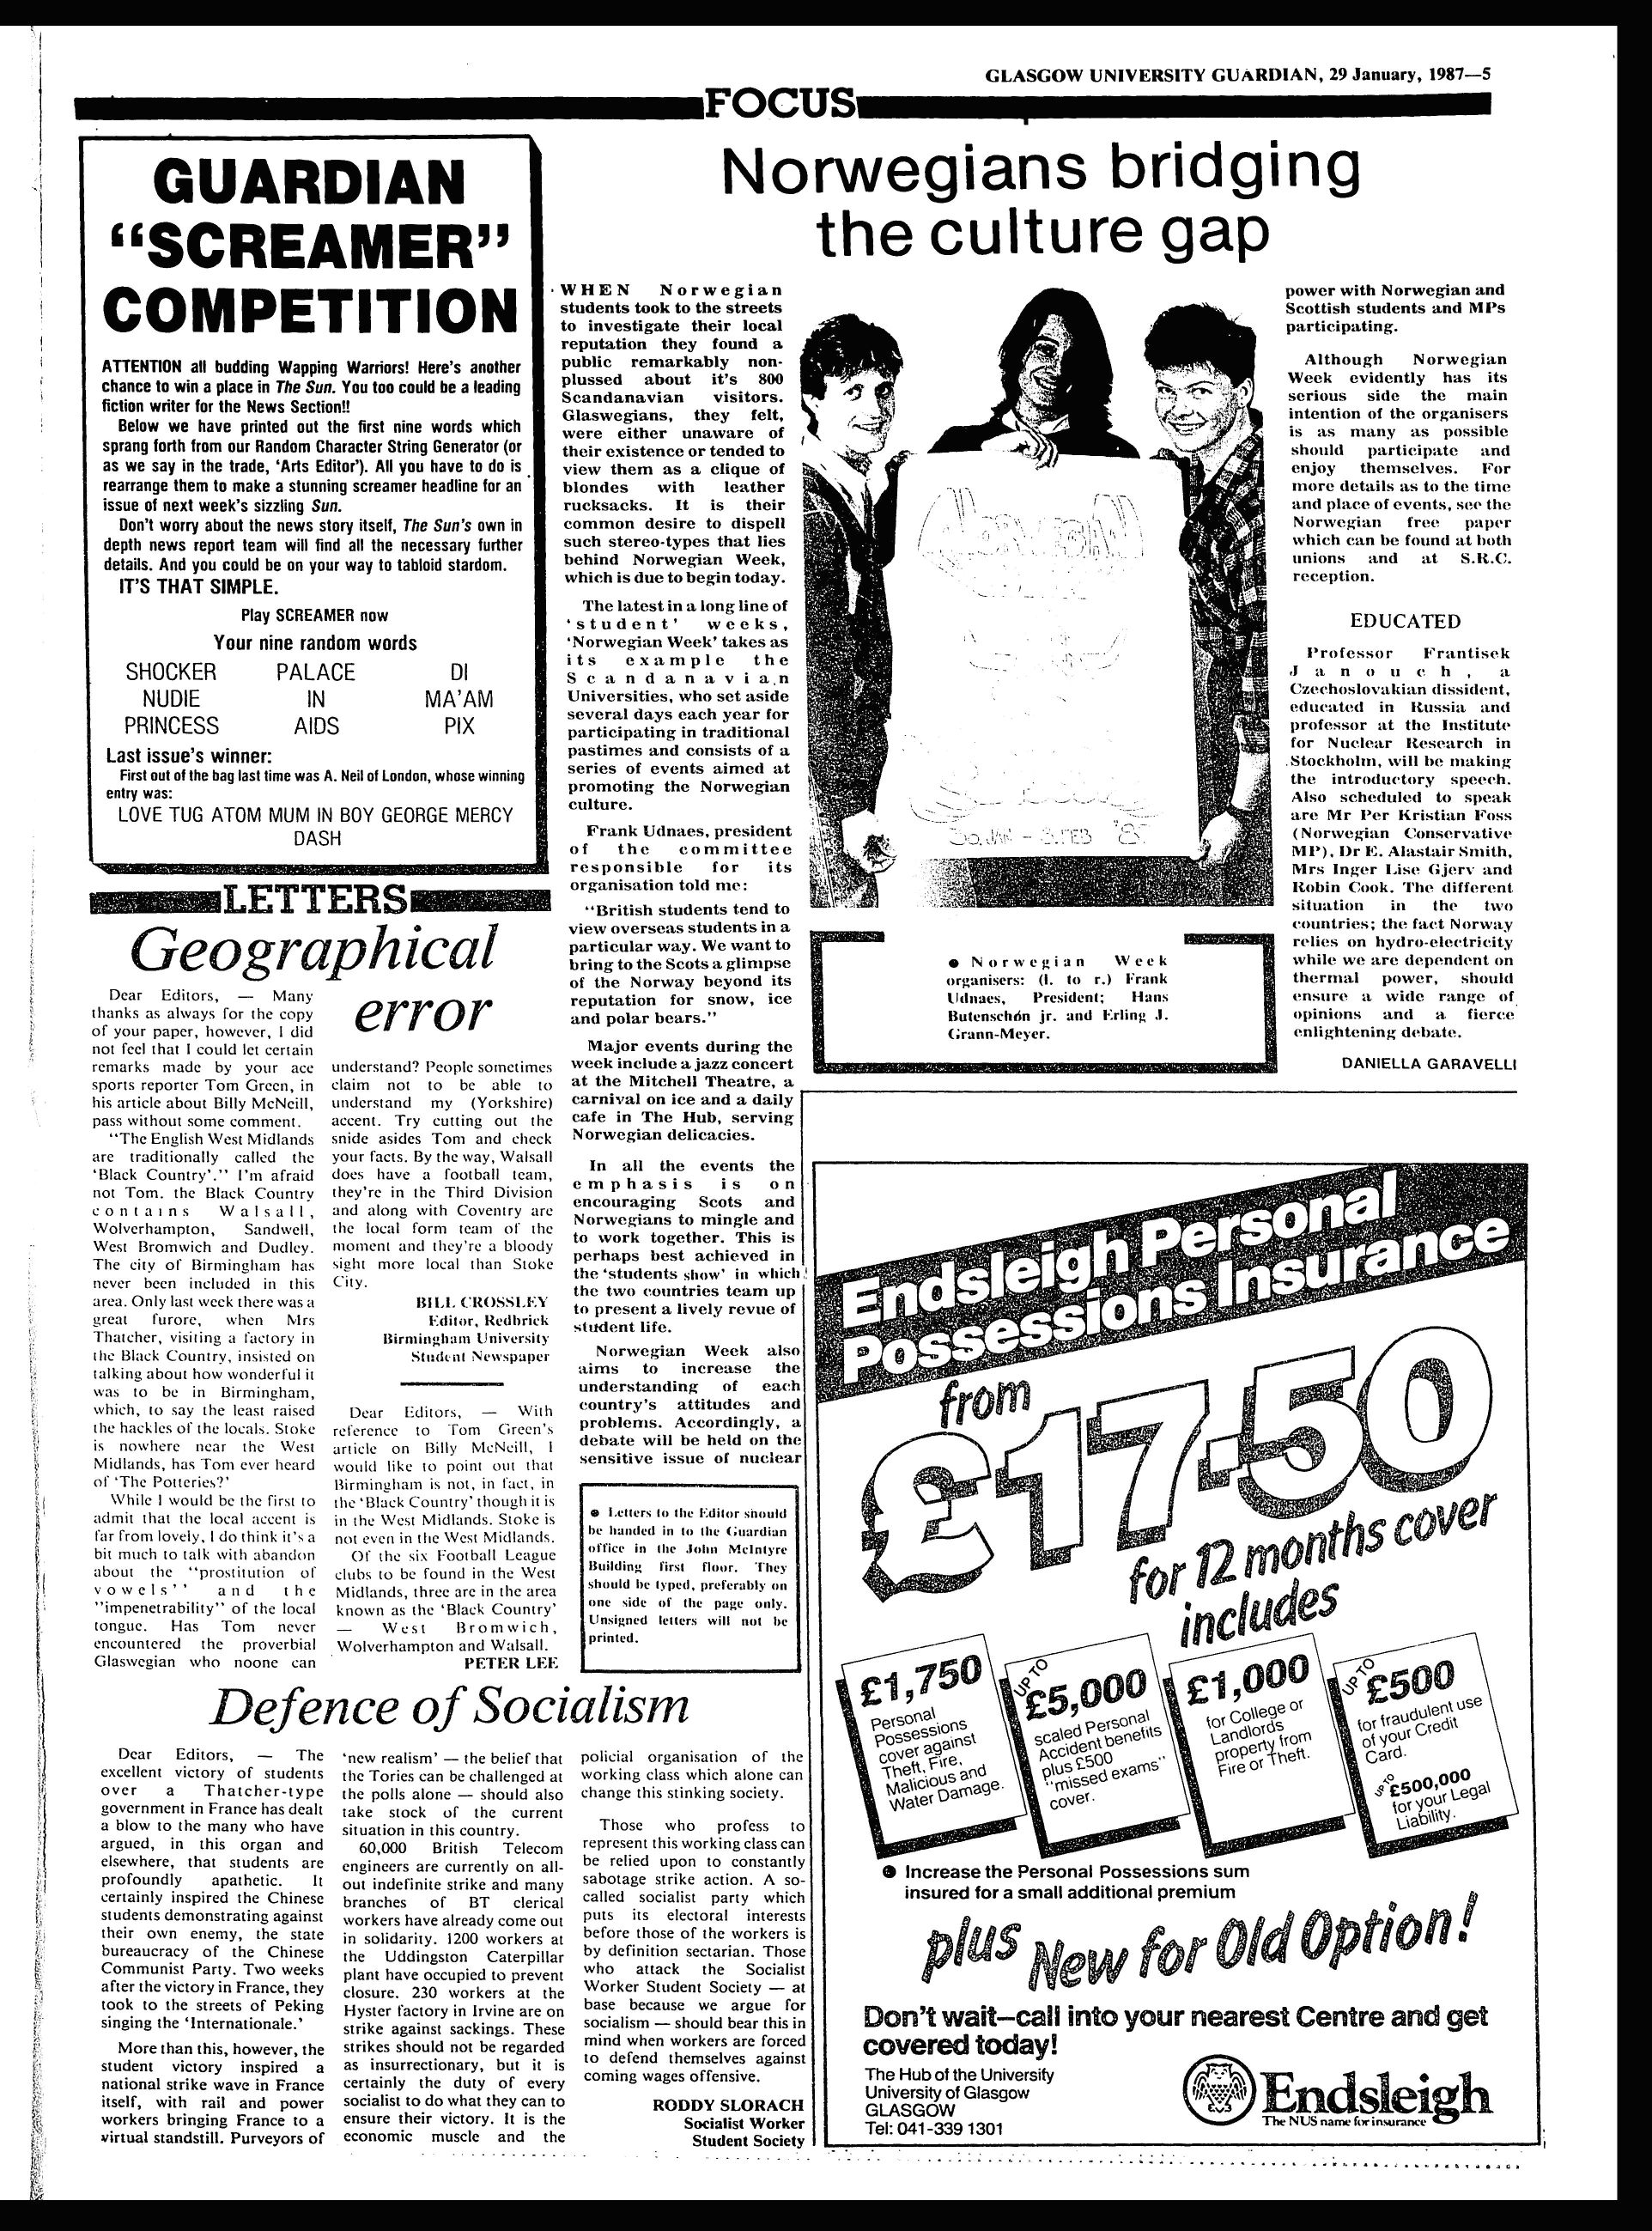 GLASGOW UNIVERSITY GUARDIAN, 29 January, 1987—5
FOCUS
GUARDIAN
“SCREAMER”
COMPETITION
ATTENTION all budding Wapping Warriors! Here's another
chance to win a place in The Sun. You too could be a leading
fiction writer for the News Section!!
Below we have printed out the first nine words which
sprang forth from our Random Character String Generator (or
as we say in the trade, ‘Arts Editor’). All you have to do is
rearrange them to make a stunning screamer headline for an
issue of next week's sizzling Sun.
Don't worry about the news story itself, The Sun's own in
depth news report team will find all the necessary further
details. And you could be on your way to tabloid stardom.
IT'S THAT SIMPLE.
Play SCREAMER now
Your nine random words
SHOCKER PALACE DI
NUDIE IN MA'AM
PRINCESS AIDS PIX
Last issue's winner:
First out of the bag last time was A. Neil of London, whose winning
entry was:
LOVE TUG ATOM MUM IN BOY GEORGE MERCY
DASH
LETTERS
Geographical
error
Dear Editors, — Many
thanks as always for the copy
of your paper, however, I did
not feel that I could let certain
remarks made by your ace
sports reporter Tom Green, in
his article about Billy McNeill,
pass without some comment.
“The English West Midlands
are traditionally called the
‘Black Country’.” I'm afraid
not Tom. the Black Country
contains Walsall,
Wolverhampton, Sandwell,
West Bromwich and Dudley.
The city of Birmingham has
never been included in this
area. Only last week there was a
great furore, when Mrs
Thatcher, visiting a factory in
the Black Country, insisted on
talking about how wonderful it
was to be in Birmingham,
which, to say the least raised
the hackles of the locals. Stoke
is nowhere near the West
Midlands, has Tom ever heard
of ‘The Potteries?’
While I would be the first to
admit that the local accent is
far from lovely, I do think it's a
bit much to talk with abandon
about the “prostitution of
vowels” and the
”impenetrability” of the local
tongue. Has Tom never
encountered the proverbial
Glaswegian who noone can
understand? People sometimes
claim not to be able to
understand my (Yorkshire)
accent. Try cutting out the
snide asides Tom and check
your facts. By the way, Walsall
does have a football team,
they're in the Third Division
and along with Coventry are
the local form team of the
moment and they're a bloody
sight more local than Stoke
City.
BILL CROSSLEY
Editor, Redbrick
Birmingham University
Student Newspaper
Dear Editors, — With
reference to Tom Green's
article on Billy McNeill, I
would like to point out that
Birmingham is not, in fact, in
the ‘Black Country’ though it is
in the West Midlands. Stoke is
not even in the West Midlands.
Of the six Football League
clubs to be found in the West
Midlands, three are in the area
known as the ‘Black Country’
— West Bromwich,
Wolverhampton and Walsall.
PETER LEE
Defence of Socialism
Dear Editors, — The
excellent victory of students
over a Thatcher-type
government in France has dealt
a blow to the many who have
argued, in this organ and
elsewhere, that students are
profoundly apathetic. It
certainly inspired the Chinese
students demonstrating against
their own enemy, the state
bureaucracy of the Chinese
Communist Party. Two weeks
after the victory in France, they
took to the streets of Peking
singing the ‘Internationale.’
More than this, however, the
student victory inspired a
national strike wave in France
itself, with rail and power
workers bringing France to a
virtual standstill. Purveyors of
‘new realism’ — the belief that
the Tories can be challenged at
the polls alone — should also
take stock of the current
situation in this country.
60,000 British Telecom
engineers are currently on all-
out indefinite strike and many
branches of BT clerical
workers have already come out
in solidarity. 1200 workers at
the Uddingston Caterpillar
plant have occupied to prevent
closure. 230 workers at the
Hyster factory in Irvine are on
strike against sackings. These
strikes should not be regarded
as insurrectionary, but it is
certainly the duty of every
socialist to do what they can to
ensure their victory. It is the
economic muscle and the
policial organisation of the
working class which alone can
change this stinking society.
Those who profess to
represent this working class can
be relied upon to constantly
sabotage strike action. A so-
called socialist party which
puts its electoral interests
before those of the workers is
by definition sectarian. Those
who attack the Socialist
Worker Student Society — at
base because we argue for
socialism — should bear this in
mind when workers are forced
to defend themselves against
coming wages offensive.
RODDY SLORACH
Socialist Worker
Student Society
Norwegians bridging
the culture gap
WHEN Norwegian
students took to the streets
to investigate their local
reputation they found a
public remarkably non-
plussed about it's 800
Scandanavian visitors.
Glaswegians, they felt,
were either unaware of
their existence or tended to
view them as a clique of
blondes with leather
rucksacks. It is their
common desire to dispell
such stereo-types that lies
behind Norwegian Week,
which is due to begin today.
The latest in a long line of
‘student’ weeks,
‘Norwegian Week’ takes as
its example the
Scandanavian
Universities, who set aside
several days each year for
participating in traditional
pastimes and consists of a
series of events aimed at
promoting the Norwegian
culture.
Frank Udnaes, president
of the committee
responsible for its
organisation told me:
“British students tend to
view overseas students in a
particular way. We want to
bring to the Scots a glimpse
of the Norway beyond its
reputation for snow, ice
and polar bears.”
Major events during the
week include a jazz concert
at the Mitchell Theatre, a
carnival on ice and a daily
cafe in The Hub, serving
Norwegian delicacies.
In all the events the
emphasis is on
encouraging Scots and
Norwegians to mingle and
to work together. This is
perhaps best achieved in
the ‘students show’ in which
the two countries team up
to present a lively revue of
student life.
Norwegian Week also
aims to increase the
understanding of each
country's attitudes and
problems. Accordingly, a
debate will be held on the
sensitive issue of nuclear
power with Norwegian and
Scottish students and MPs
participating.
Although Norwegian
Week evidently has its
serious side the main
intention of the organisers
is as many as possible
should participate and
enjoy themselves. For
more details as to the time
and place of events, see the
Norwegian free paper
which can be found at both
unions and at S.R.C.
reception.
EDUCATED
Professor Frantisek
Janouch, a
Czechoslovakian dissident,
educated in Russia and
professor at the Institute
for Nuclear Research in
Stockholm, will be making
the introductory speech.
Also scheduled to speak
are Mr Per Kristian Foss
(Norwegian Conservative
MP), Dr E. Alastair Smith,
Mrs Inger Lise Gjerv and
Robin Cook. The different
situation in the two
countries; the fact Norway
relies on hydro-electricity
while we are dependent on
thermal power, should
ensure a wide range of
opinions and a fierce
enlightening debate.
DANIELLA GARAVELLI
NORWEGIAN
30. JAN – 8. FEB
● Norwegian Week
organisers: (l. to r.) Frank
Udnaes, President; Hans
Butenschón jr. and Erling J.
Grann-Meyer.
● Letters to the Editor should
be handed in to the Guardian
office in the John McIntyre
Building first floor. They
should be typed, preferably on
one side of the page only.
Unsigned letters will not be
printed.
Endsleigh Personal
Possessions Insurance
from
£17·50
for 12 months cover
includes
£1,750
Personal
Possessions
cover against
Theft, Fire,
Malicious and
Water Damage.
UP TO
£5,000
scaled Personal
Accident benefits
plus £500
“missed exams”
cover.
£1,000
for College or
Landlords
property from
Fire or Theft.
UP TO
£500
for fraudulent use
of your Credit
Card.
UP TO £500,000
for your Legal
Liability.
● Increase the Personal Possessions sum
insured for a small additional premium
plus New for Old Option!
Don't wait—call into your nearest Centre and get
covered today!
The Hub of the University
University of Glasgow
GLASGOW
Tel: 041-339 1301
Endsleigh
The NUS name for insurance